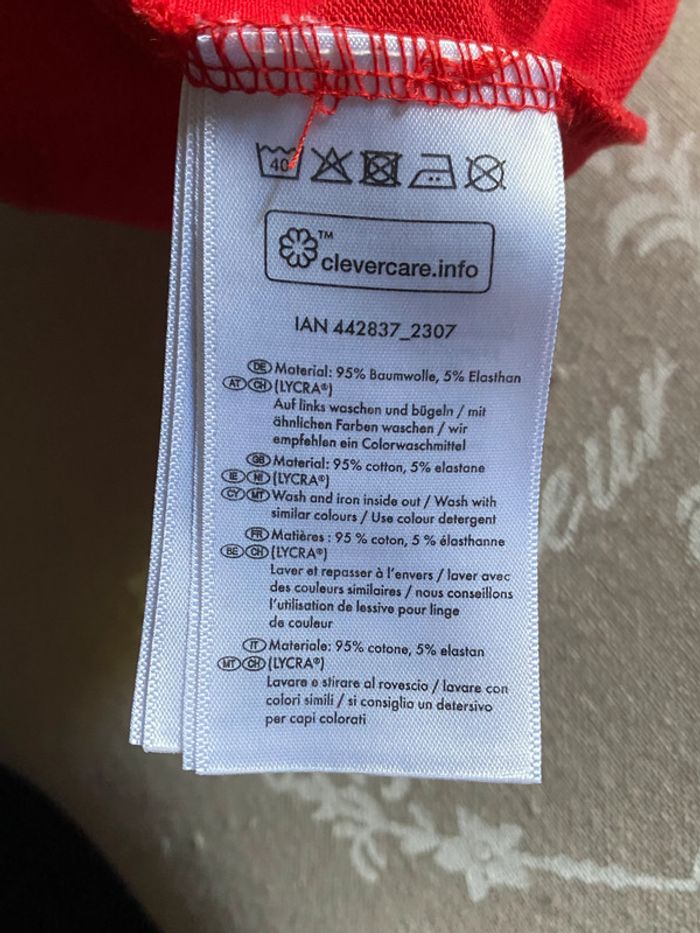 40
™
clevercare.info
IAN 442837_2307
DE Material: 95% Baumwolle, 5% Elasthan
AT CH (LYCRA®)
Auf links waschen und bügeln / mit
ähnlichen Farben waschen / wir
empfehlen ein Colorwaschmittel
GB Material: 95% cotton, 5% elastane
IE NI (LYCRA®)
CY MT Wash and iron inside out / Wash with
similar colours / Use colour detergent
FR Matières : 95 % coton, 5 % élasthanne
BE CH (LYCRA®)
Laver et repasser à l'envers / laver avec
des couleurs similaires / nous conseillons
l'utilisation de lessive pour linge
de couleur
IT Materiale: 95% cotone, 5% elastan
MT CH (LYCRA®)
Lavare e stirare al rovescio / lavare con
colori simili / si consiglia un detersivo
per capi colorati
eur